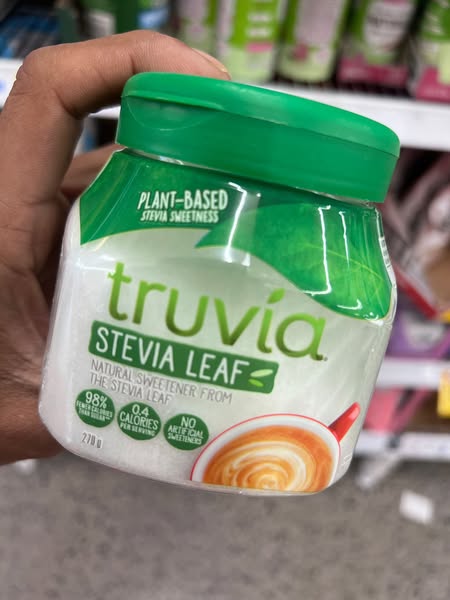 PLANT-BASED
STEVIA SWEETNESS
truvia
STEVIA LEAF
NATURAL SWEETENER FROM
THE STEVIA LEAF
98%
FEWER CALORIES
THAN SUGAR
0.4
CALORIES
PER SERVING
NO
ARTIFICIAL
SWEETENERS
270 g